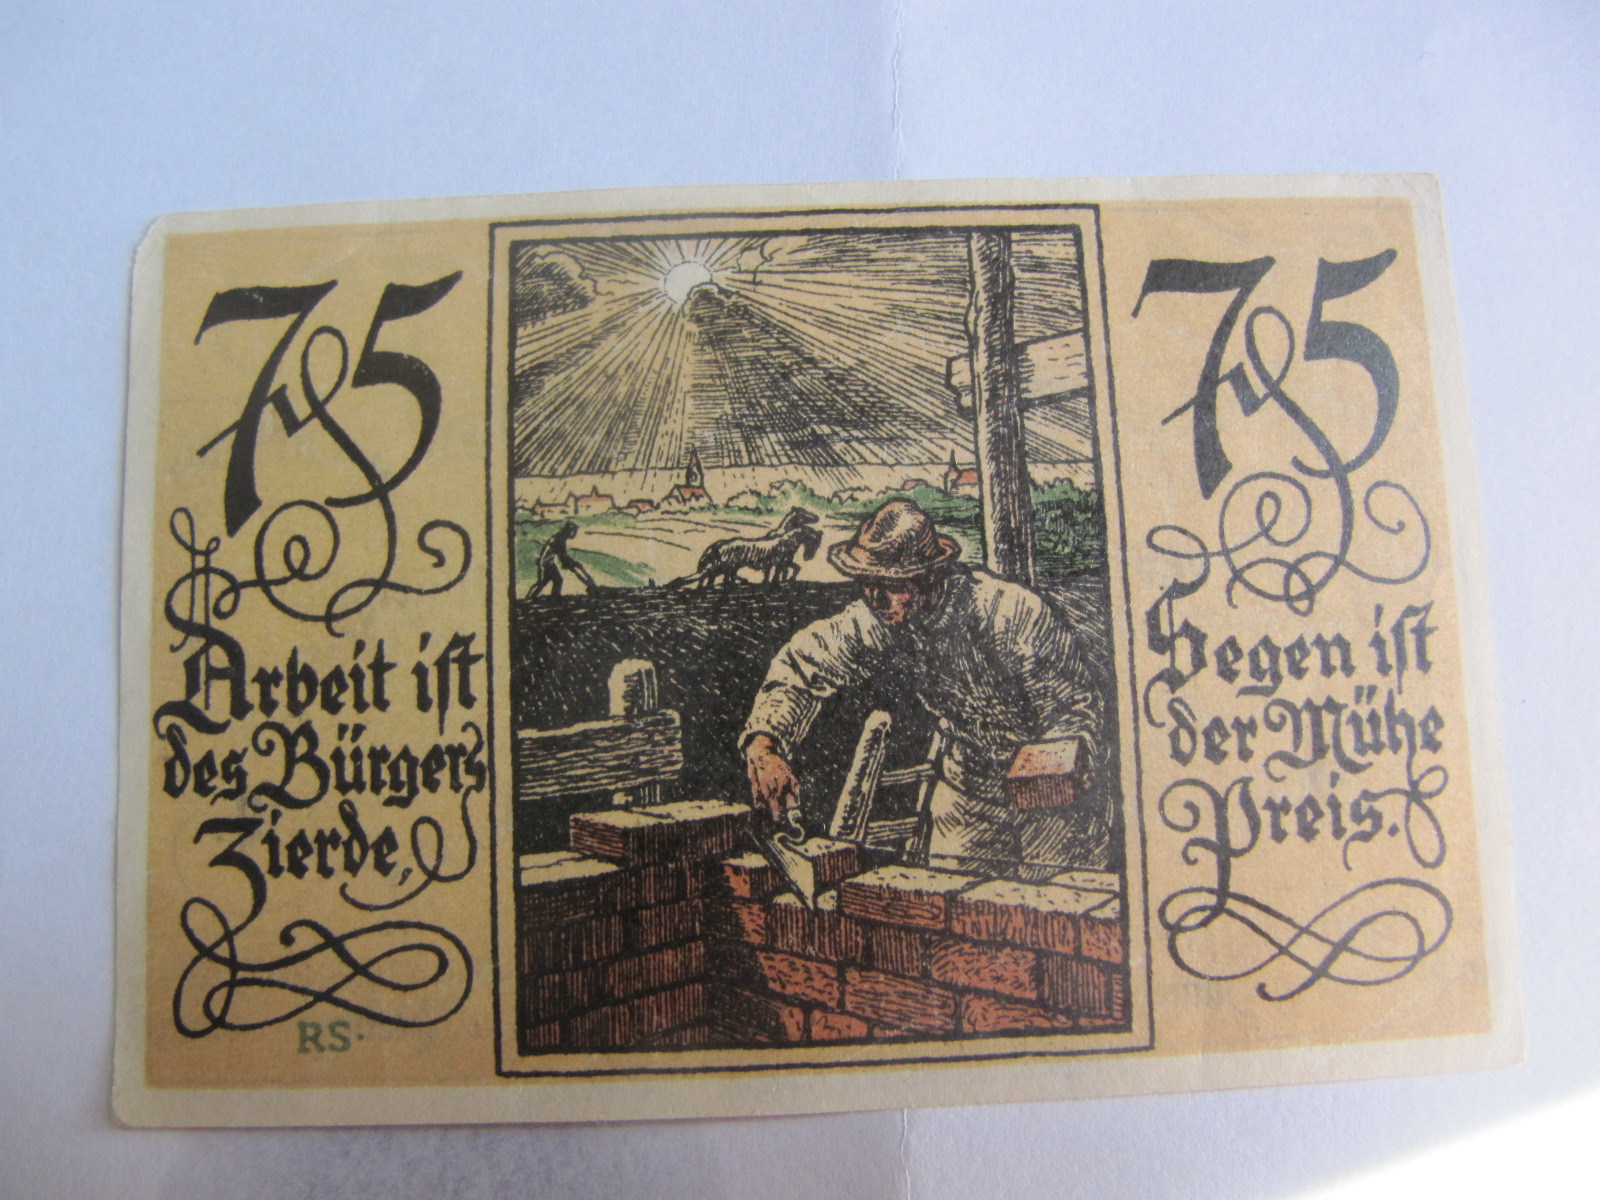 75
Arbeit ist
des Bürgers
Zierde,
RS.
75
Segen ist
der Mühe
Preis.